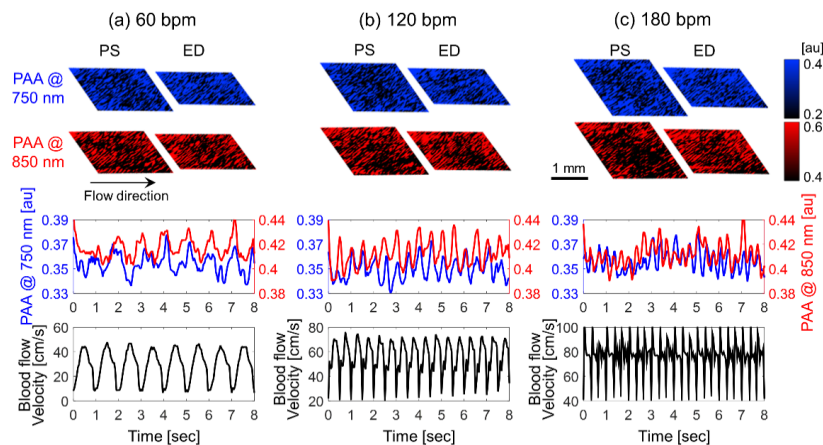 (a) 60 bpm (b) 120 bpm (c) 180 bpm
PS ED PS ED PS ED
[au]
PAA @
750 nm
0.4
0.2
PAA @
850 nm
0.6
0.4
Flow direction
1 mm
PAA @ 750 nm [au]
0.39
0.37
0.35
0.33
0.44
0.42
0.4
0.38
0 1 2 3 4 5 6 7 8
0.39
0.37
0.35
0.33
0.44
0.42
0.4
0.38
0 1 2 3 4 5 6 7 8
0.39
0.37
0.35
0.33
0.44
0.42
0.4
0.38
0 1 2 3 4 5 6 7 8
PAA @ 850 nm [au]
Blood flow
Velocity [cm/s]
60
40
20
0
0 1 2 3 4 5 6 7 8
Time [sec]
Blood flow
Velocity [cm/s]
80
60
40
20
0 1 2 3 4 5 6 7 8
Time [sec]
Blood flow
Velocity [cm/s]
100
80
60
40
0 1 2 3 4 5 6 7 8
Time [sec]